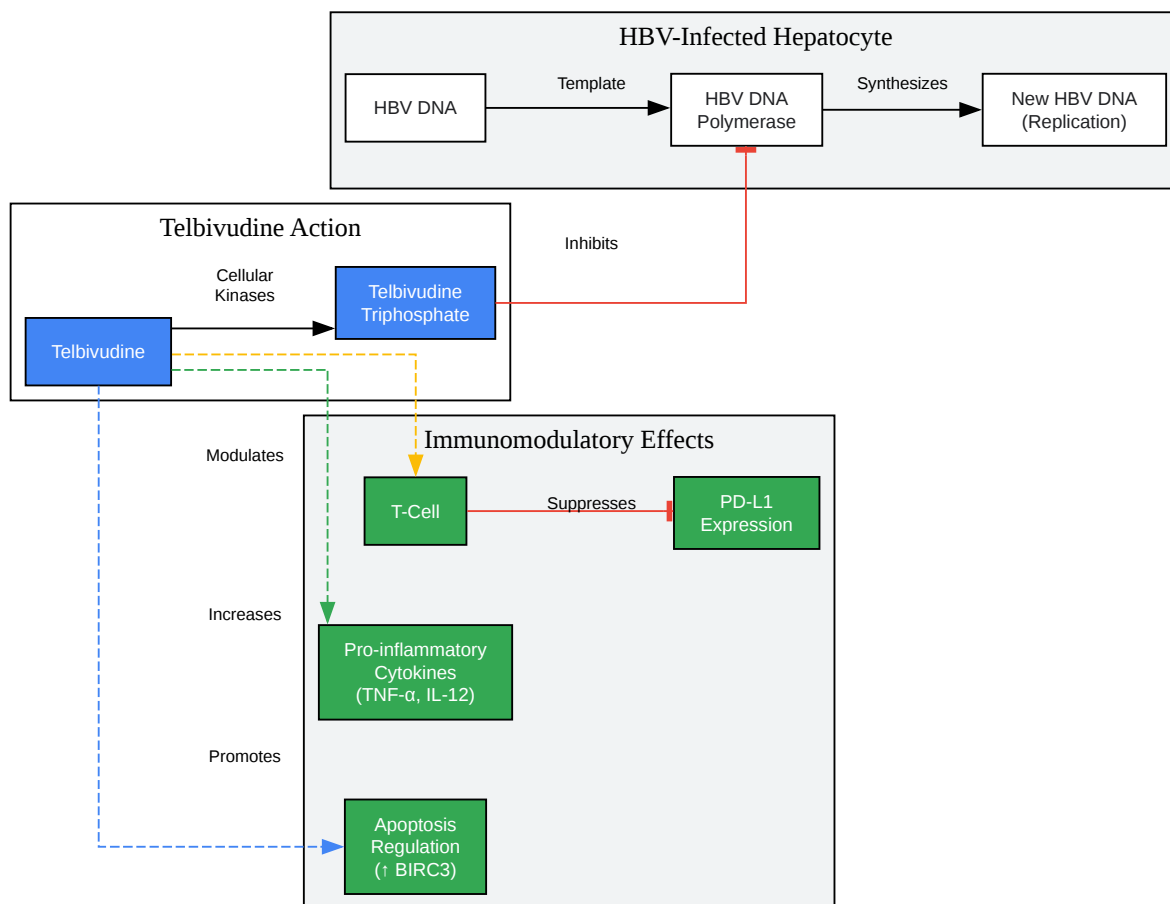 HBV-Infected Hepatocyte
HBV DNA
Template
HBV DNA
Polymerase
Synthesizes
New HBV DNA
(Replication)
Telbivudine Action
Inhibits
Cellular
Kinases
Telbivudine
Triphosphate
Telbivudine
Immunomodulatory Effects
Modulates
T-Cell
Suppresses
PD-L1
Expression
Increases
Pro-inflammatory
Cytokines
(TNF-α, IL-12)
Promotes
Apoptosis
Regulation
(↑ BIRC3)